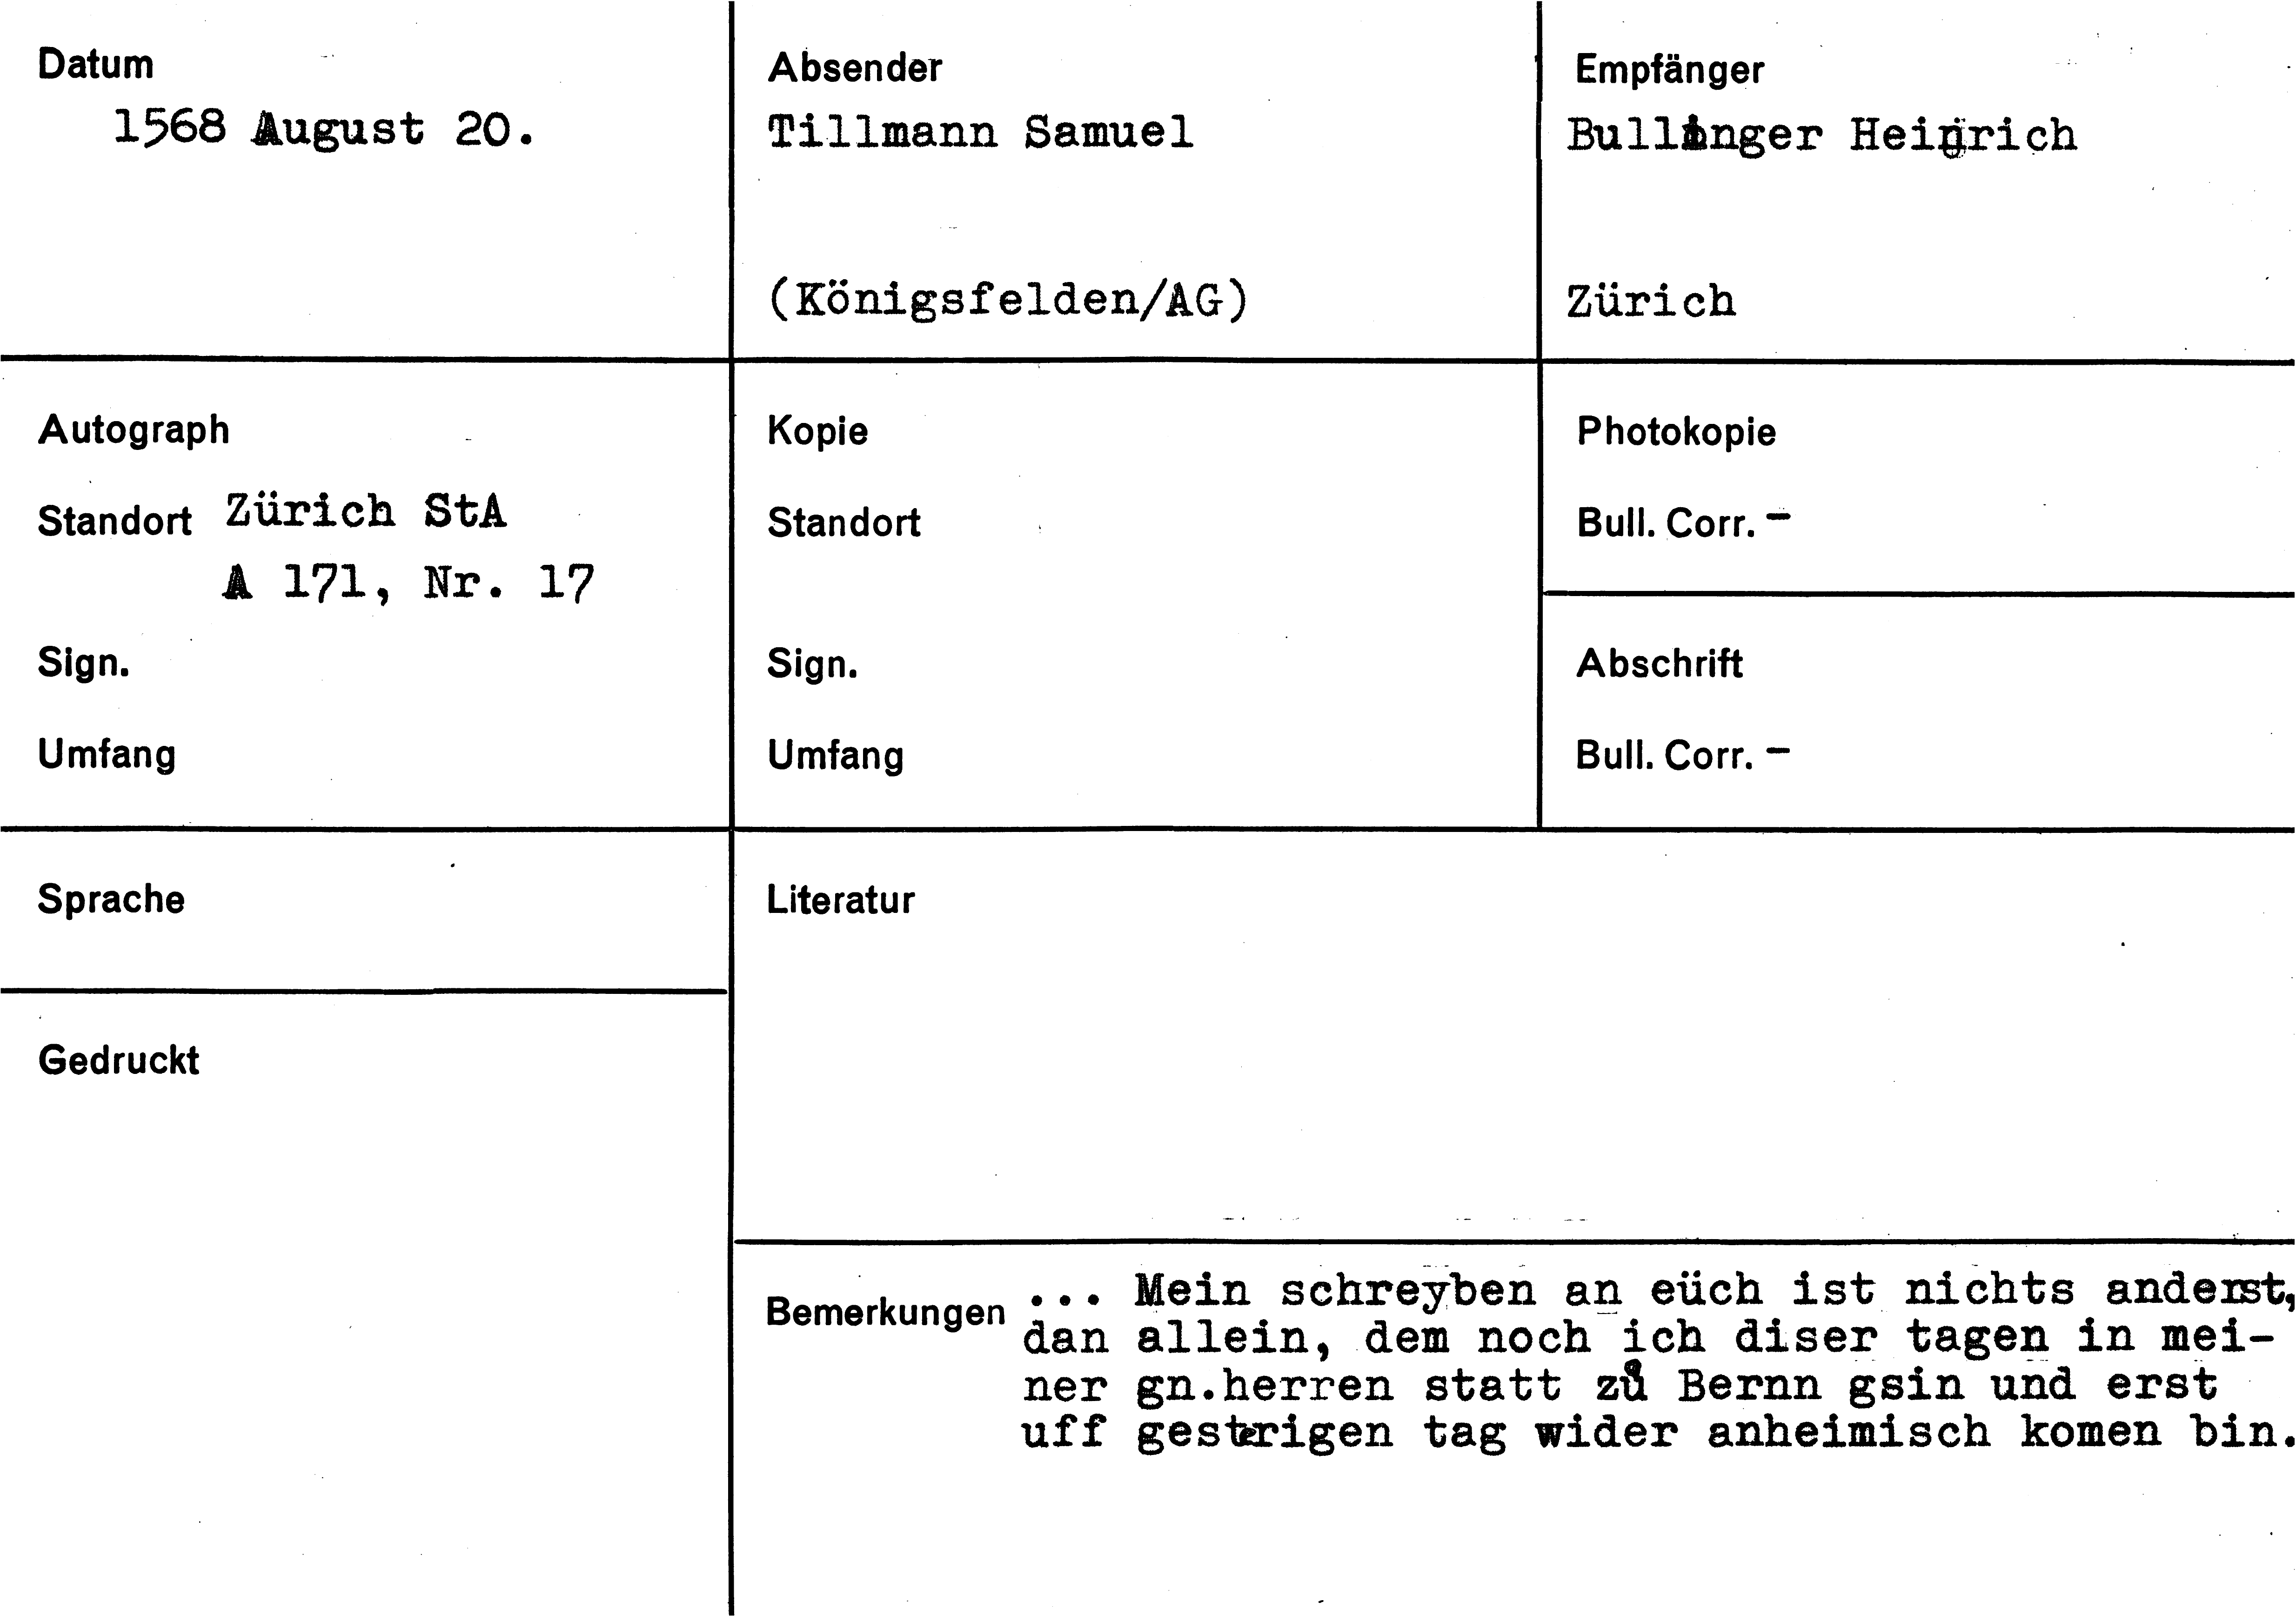 Datum
1568 August 20.
Absender
Tillmann Samuel
(Königsfelden/AG)
Empfänger
Bullinger Heinrich
Zürich
Autograph
Standort Zürich StA
A 171, Nr. 17
Sign.
Umfang
Kopie
Standort
Sign.
Umfang
Photokopie
Bull. Corr. –
Abschrift
Bull. Corr. –
Sprache
Gedruckt
Literatur
Bemerkungen ... Mein schreyben an eüch ist nichts anderst,
dan allein, dem noch ich diser tagen in mei-
ner gn.herren statt zů Bernn gsin und erst
uff gesterigen tag wider anheimisch komen bin.